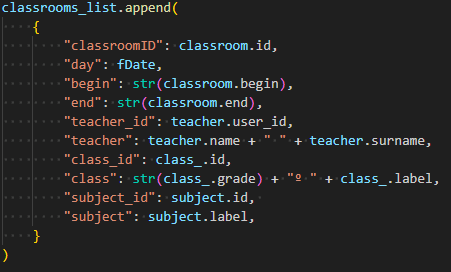 classrooms_list.append(
    {
        "classroomID": classroom.id,
        "day": fDate,
        "begin": str(classroom.begin),
        "end": str(classroom.end),
        "teacher_id": teacher.user_id,
        "teacher": teacher.name + " " + teacher.surname,
        "class_id": class_.id,
        "class": str(class_.grade) + "º " + class_.label,
        "subject_id": subject.id,
        "subject": subject.label,
    }
)